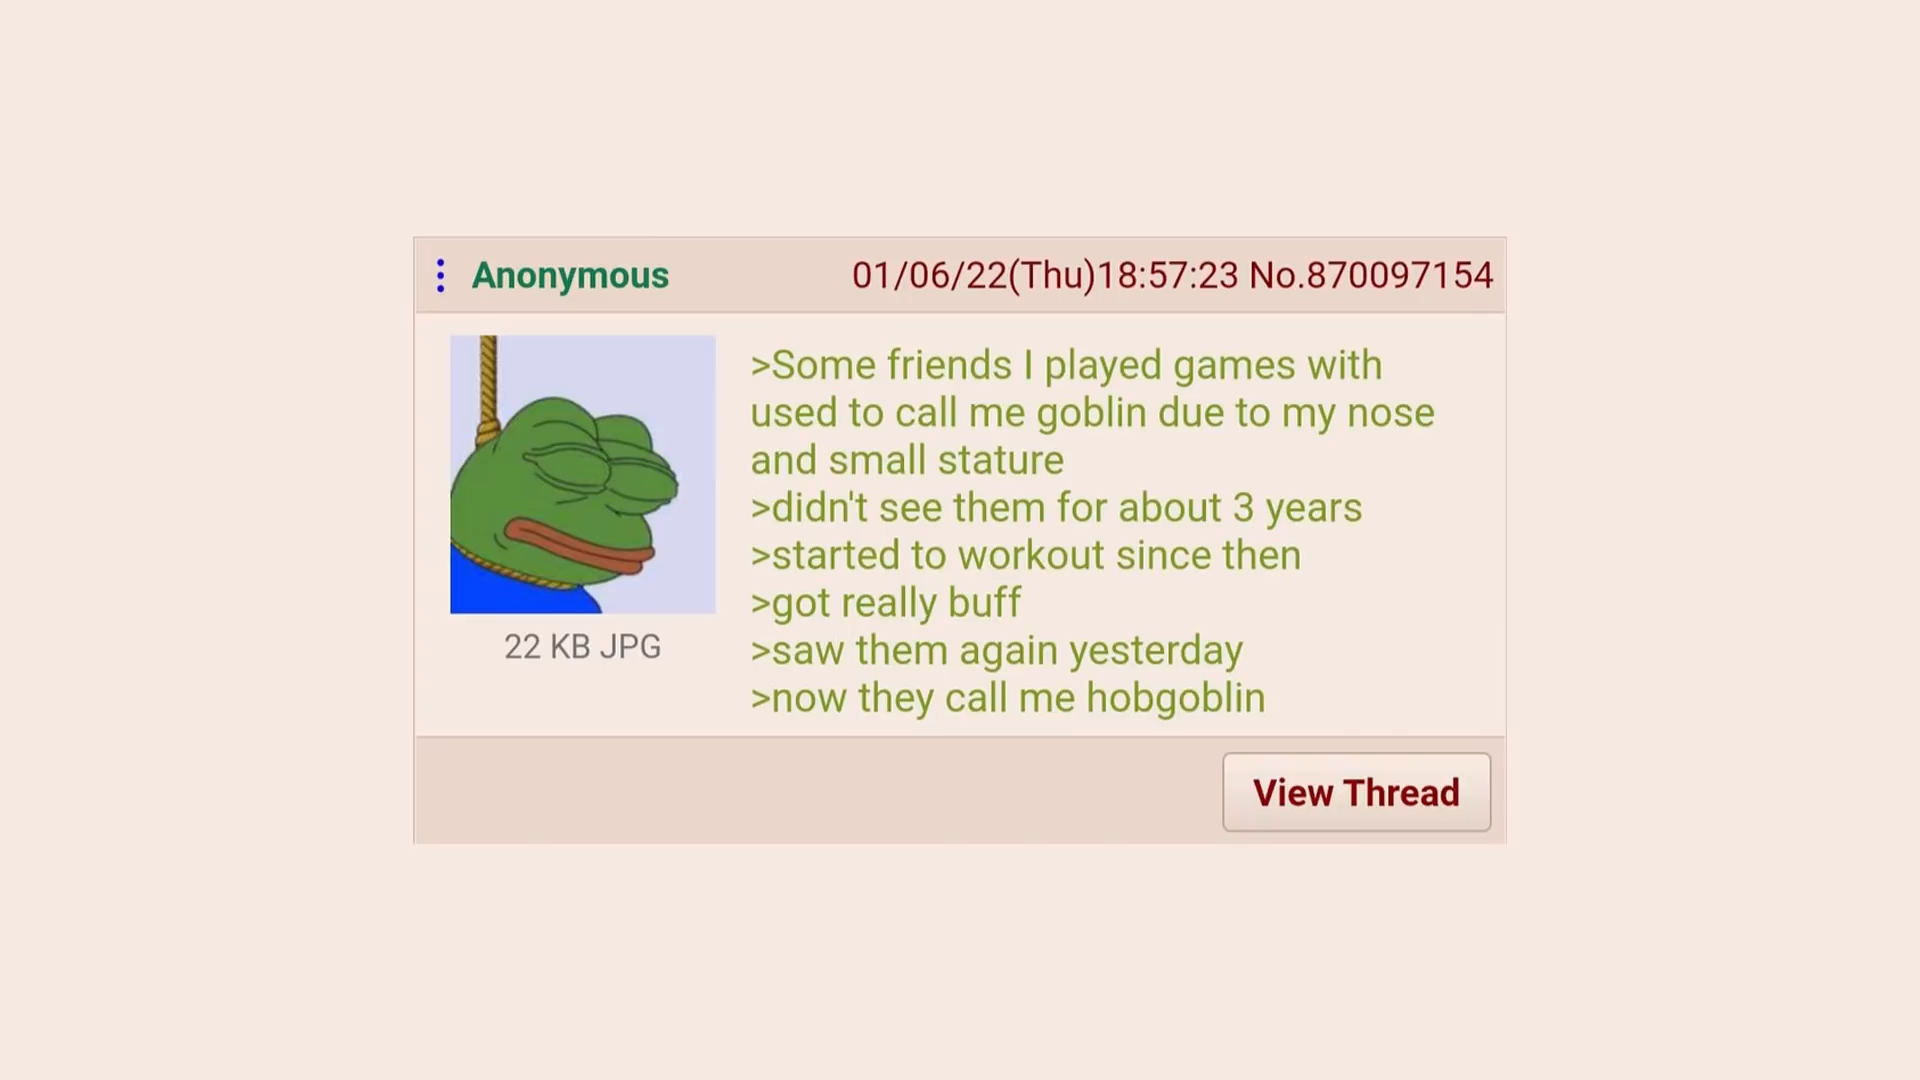 Anonymous 01/06/22(Thu)18:57:23 No.870097154
>Some friends I played games with
used to call me goblin due to my nose
and small stature
>didn't see them for about 3 years
>started to workout since then
>got really buff
>saw them again yesterday
>now they call me hobgoblin
22 KB JPG
View Thread